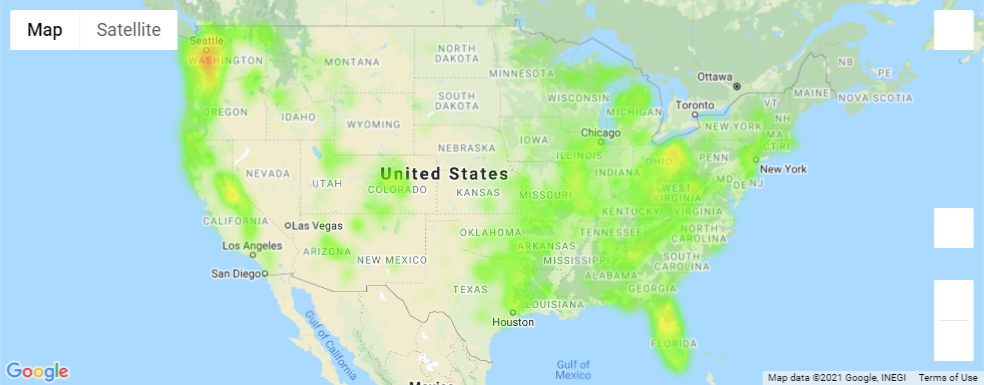 Map
Satellite
Seattle
WASHINGTON
MONTANA
NORTH
DAKOTA
MINNESOTA
Ottawa
NB
PE
MAINE
NOVA SCOTIA
OREGON
IDAHO
SOUTH
DAKOTA
WISCONSIN
MICHIGAN
Toronto
VT
NH
WYOMING
NEW YORK
MA
CT RI
IOWA
Chicago
NEBRASKA
ILLINOIS
INDIANA
OHIO
PENN
New York
NEVADA
UTAH
United States
COLORADO
KANSAS
MISSOURI
WEST
VIRGINIA
MD
DE
NJ
CALIFORNIA
Las Vegas
KENTUCKY
VIRGINIA
OKLAHOMA
TENNESSEE
NORTH
CAROLINA
Los Angeles
ARIZONA
NEW MEXICO
ARKANSAS
MISSISSIPPI
SOUTH
CAROLINA
San Diego
ALABAMA
GEORGIA
TEXAS
LOUISIANA
Houston
FLORIDA
Gulf of
California
Gulf of
Mexico
Mexico
Google
Map data ©2021 Google, INEGI
Terms of Use